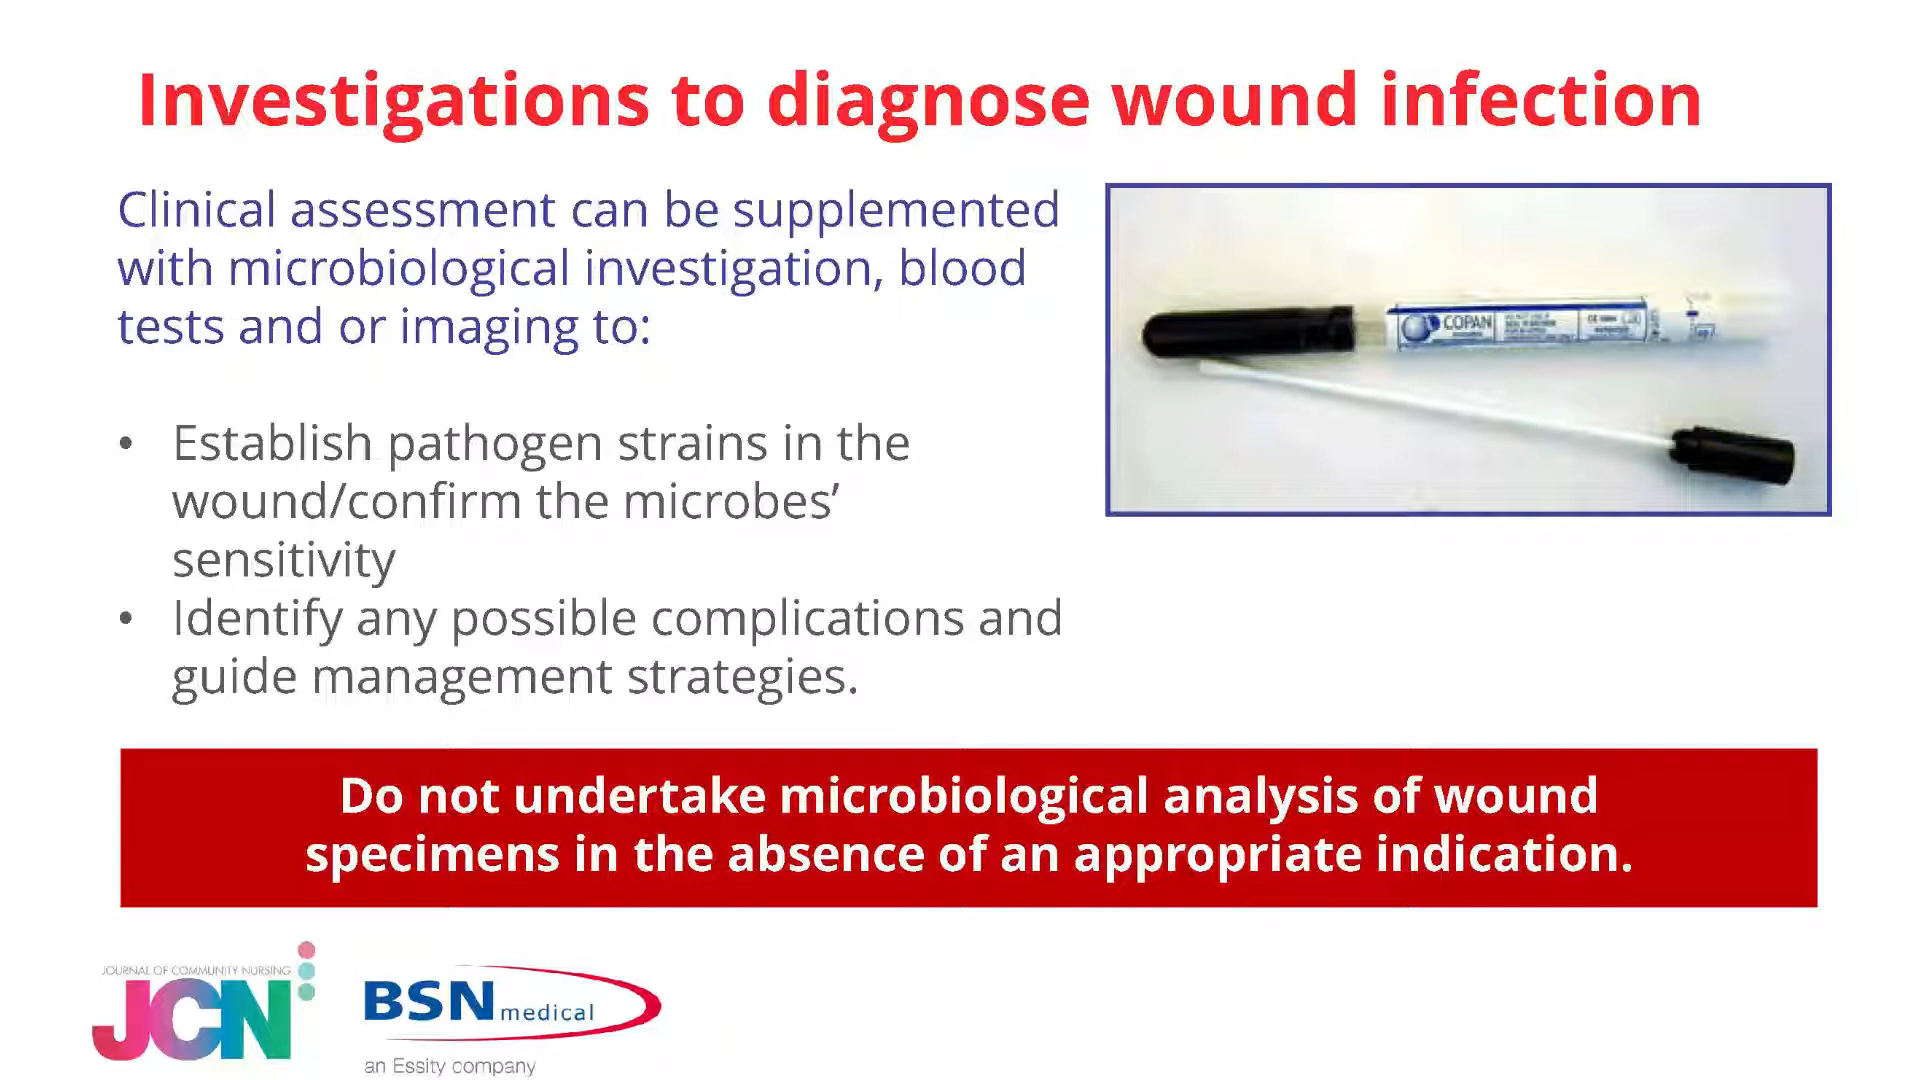 Investigations to diagnose wound infection
Clinical assessment can be supplemented
with microbiological investigation, blood
tests and or imaging to:
• Establish pathogen strains in the
wound/confirm the microbes’
sensitivity
• Identify any possible complications and
guide management strategies.
COPAN
Do not undertake microbiological analysis of wound
specimens in the absence of an appropriate indication.
JOURNAL OF COMMUNITY NURSING
JCN
BSN medical
an Essity company